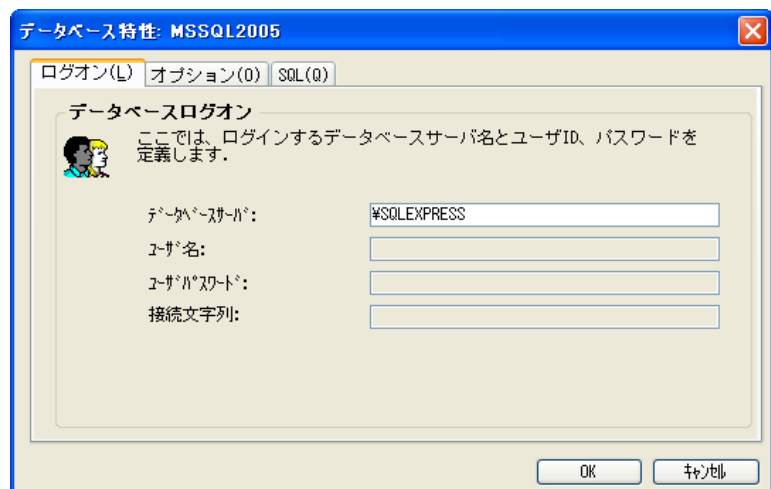 データベース特性: MSSQL2005
ログオン(L) オプション(O) SQL(Q)
データベースログオン
ここでは、ログインするデータベースサーバ名とユーザID、パスワードを
定義します.
ﾃﾞｰﾀﾍﾞｰｽｻｰﾊﾞ: ¥SQLEXPRESS
ﾕｰｻﾞ名:
ﾕｰｻﾞﾊﾟｽﾜｰﾄﾞ:
接続文字列:
OK ｷｬﾝｾﾙ